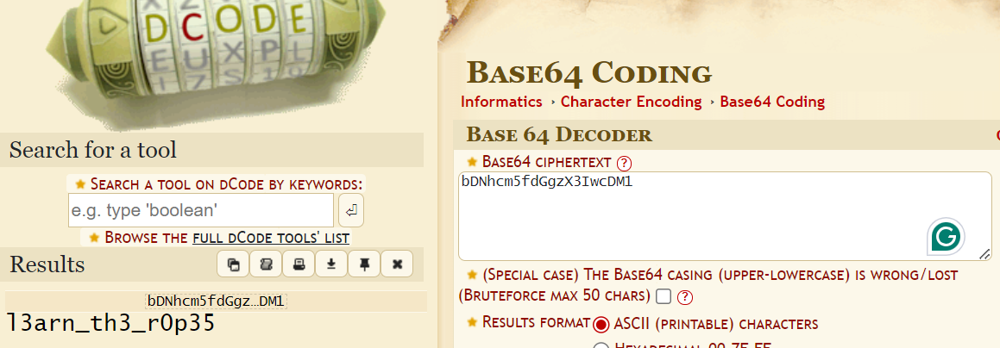 DCODE
Search for a tool
★ SEARCH A TOOL ON DCODE BY KEYWORDS:
e.g. type 'boolean'
★ BROWSE THE FULL DCODE TOOLS' LIST
Results
bDNhcm5fdGgz…DM1
l3arn_th3_r0p35
BASE64 CODING
Informatics › Character Encoding › Base64 Coding
BASE 64 DECODER
★ BASE64 CIPHERTEXT ?
bDNhcm5fdGgzX3IwcDM1
★ (SPECIAL CASE) THE BASE64 CASING (UPPER-LOWERCASE) IS WRONG/LOST
(BRUTEFORCE MAX 50 CHARS) ?
★ RESULTS FORMAT ASCII (PRINTABLE) CHARACTERS